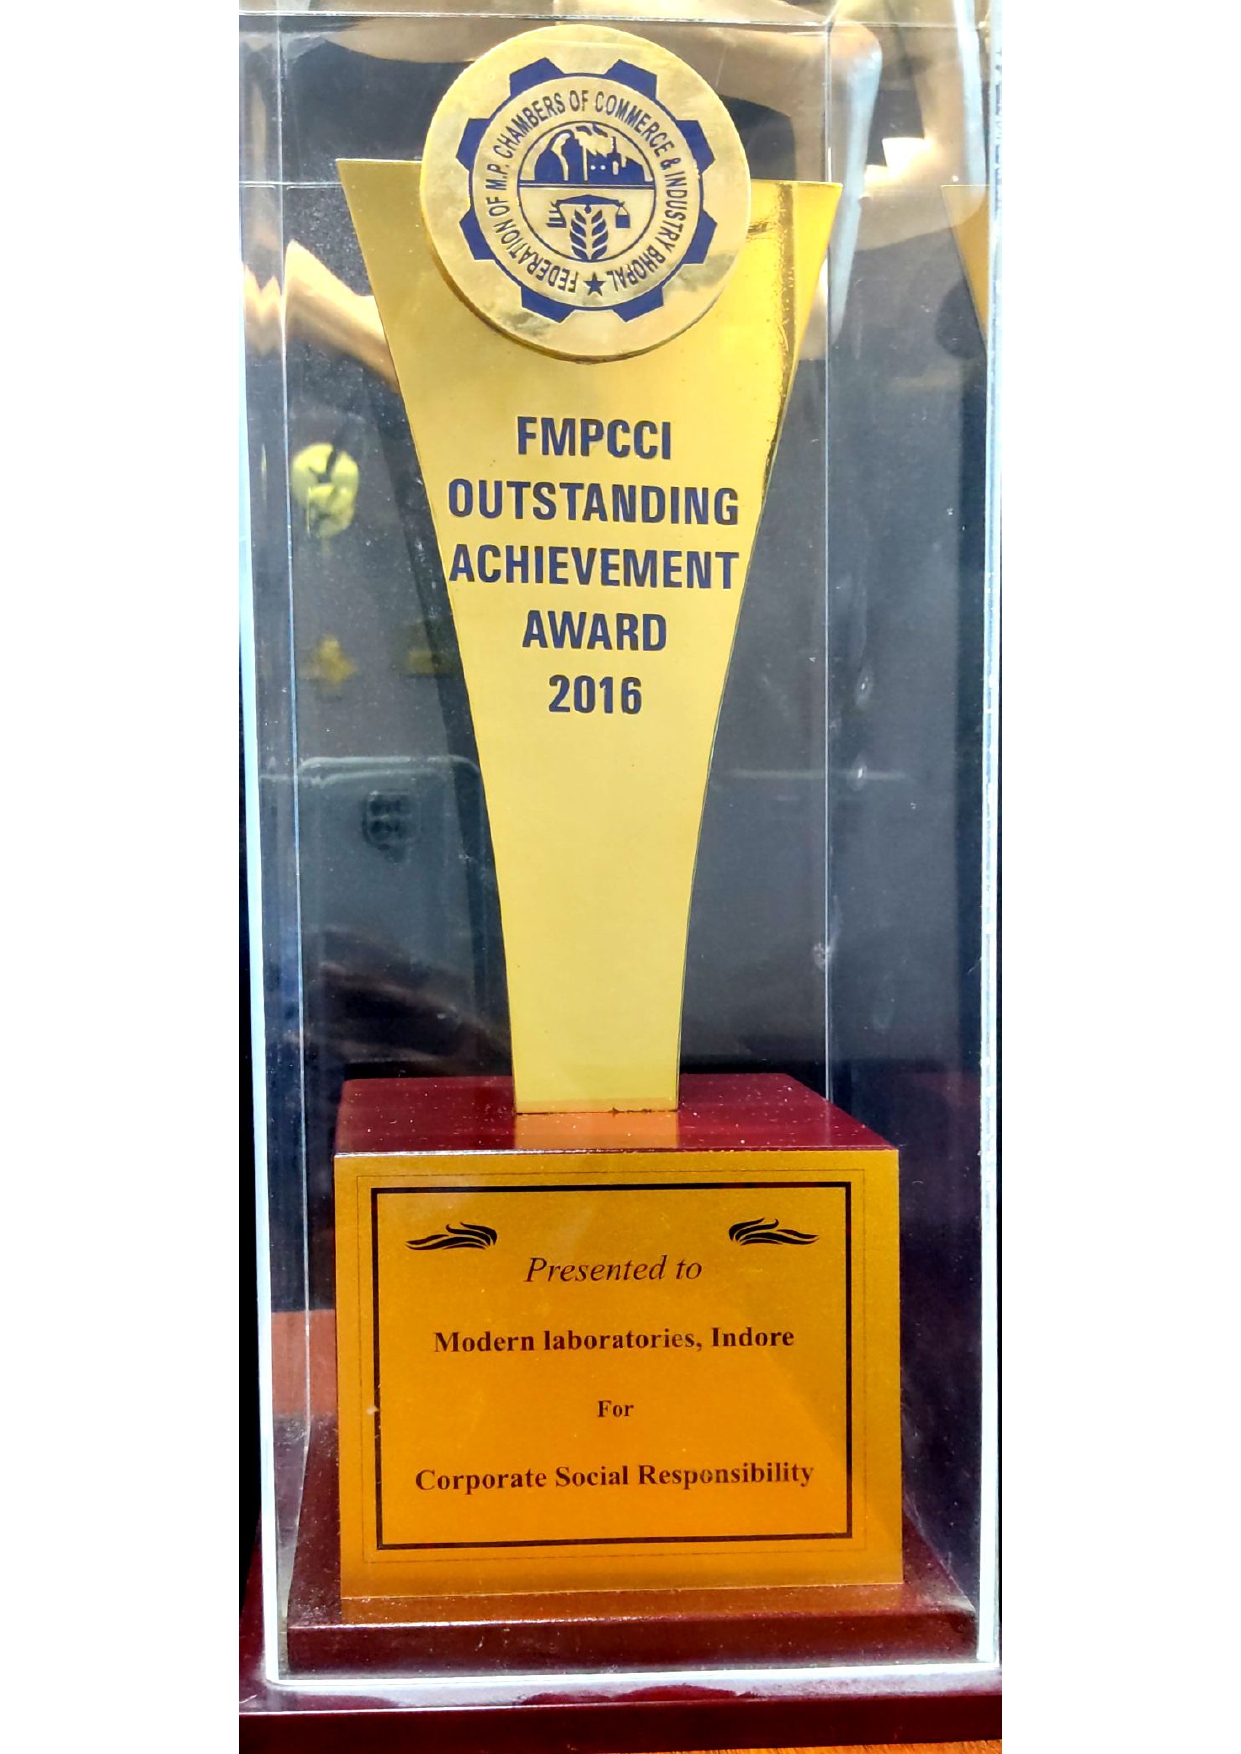 FEDERATION OF M.P. CHAMBERS OF COMMERCE & INDUSTRY BHOPAL
FMPCCI
OUTSTANDING
ACHIEVEMENT
AWARD
2016
Presented to
Modern laboratories, Indore
For
Corporate Social Responsibility